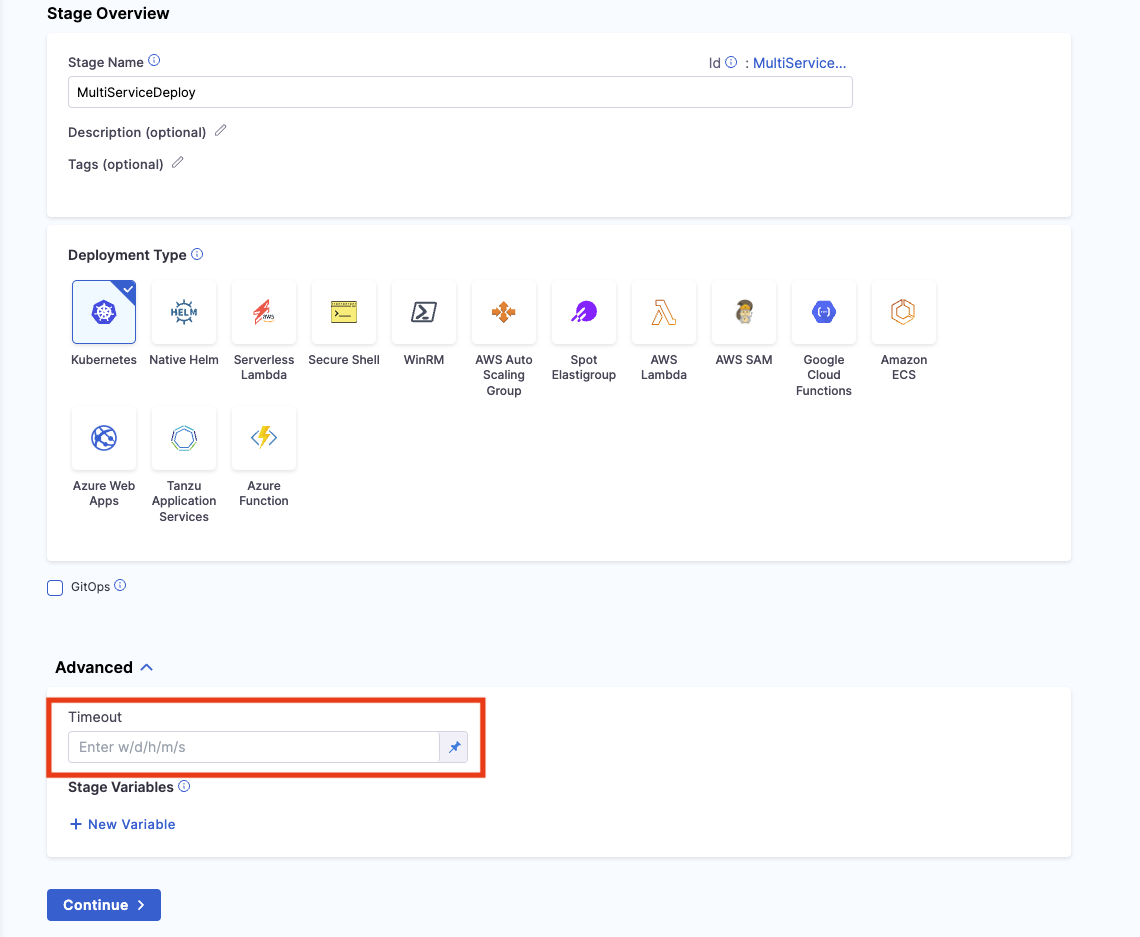 Stage Overview
Stage Name
Id : MultiService...
MultiServiceDeploy
Description (optional)
Tags (optional)
Deployment Type
HELM
aws
Kubernetes
Native Helm
Serverless Lambda
Secure Shell
WinRM
AWS Auto Scaling Group
Spot Elastigroup
AWS Lambda
AWS SAM
Google Cloud Functions
Amazon ECS
Azure Web Apps
Tanzu Application Services
Azure Function
GitOps
Advanced
Timeout
Enter w/d/h/m/s
Stage Variables
+ New Variable
Continue